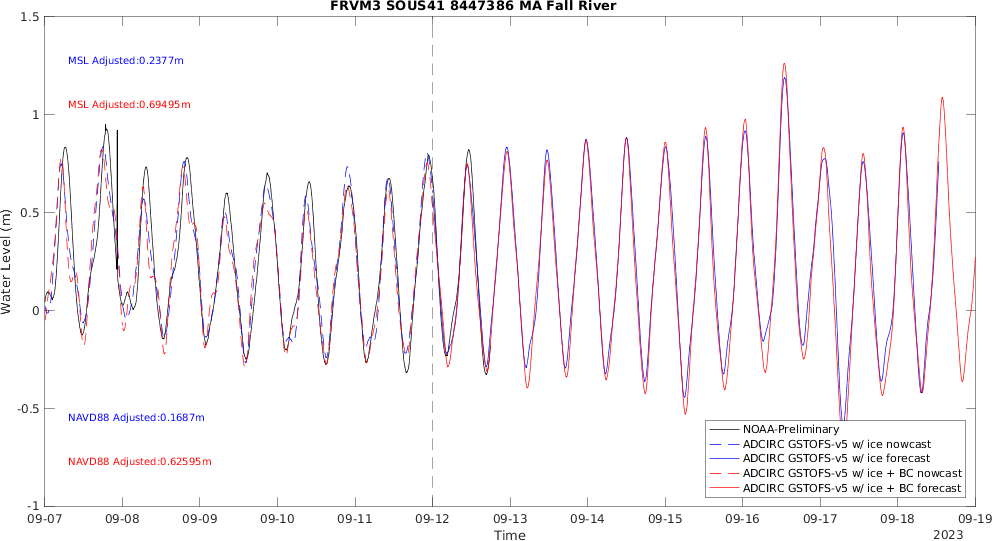 FRVM3 SOUS41 8447386 MA Fall River
1.5
1
0.5
0
-0.5
-1
Water Level (m)
MSL Adjusted:0.2377m
MSL Adjusted:0.69495m
NAVD88 Adjusted:0.1687m
NAVD88 Adjusted:0.62595m
NOAA-Preliminary
ADCIRC GSTOFS-v5 w/ ice nowcast
ADCIRC GSTOFS-v5 w/ ice forecast
ADCIRC GSTOFS-v5 w/ ice + BC nowcast
ADCIRC GSTOFS-v5 w/ ice + BC forecast
09-07 09-08 09-09 09-10 09-11 09-12 09-13 09-14 09-15 09-16 09-17 09-18 09-19
Time
2023